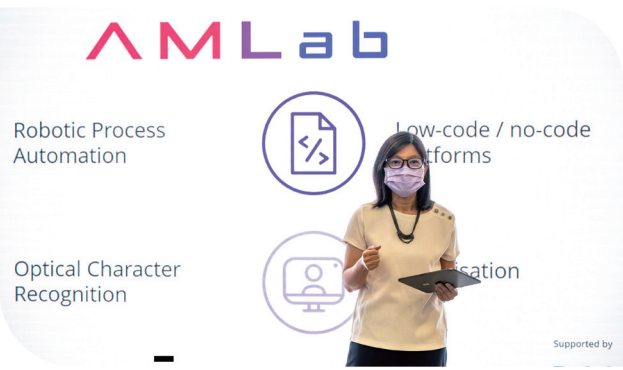 AMLab
Robotic Process
Automation
Low-code / no-code
Optical Character
Recognition
Supported by